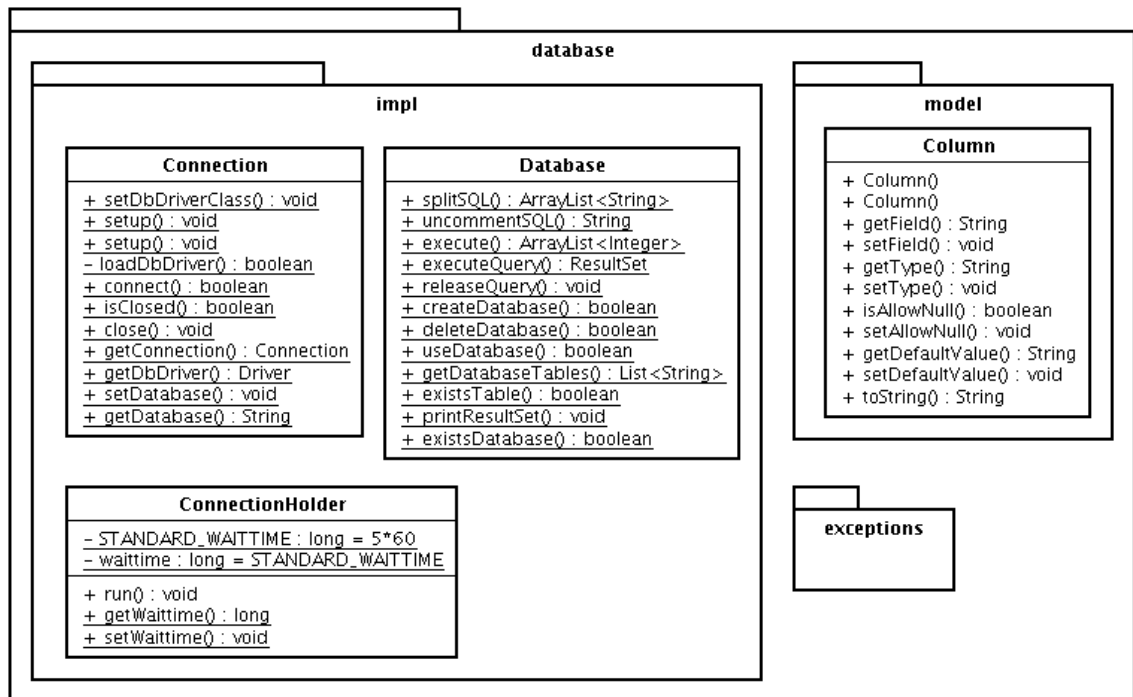 database
impl
Connection
+ setDbDriverClass() : void
+ setup() : void
+ setup() : void
- loadDbDriver() : boolean
+ connect() : boolean
+ isClosed() : boolean
+ close() : void
+ getConnection() : Connection
+ getDbDriver() : Driver
+ setDatabase() : void
+ getDatabase() : String
Database
+ splitSQL() : ArrayList<String>
+ uncommentSQL() : String
+ execute() : ArrayList<Integer>
+ executeQuery() : ResultSet
+ releaseQuery() : void
+ createDatabase() : boolean
+ deleteDatabase() : boolean
+ useDatabase() : boolean
+ getDatabaseTables() : List<String>
+ existsTable() : boolean
+ printResultSet() : void
+ existsDatabase() : boolean
ConnectionHolder
- STANDARD_WAITTIME : long = 5*60
- waittime : long = STANDARD_WAITTIME
+ run() : void
+ getWaittime() : long
+ setWaittime() : void
model
Column
+ Column()
+ Column()
+ getField() : String
+ setField() : void
+ getType() : String
+ setType() : void
+ isAllowNull() : boolean
+ setAllowNull() : void
+ getDefaultValue() : String
+ setDefaultValue() : void
+ toString() : String
exceptions